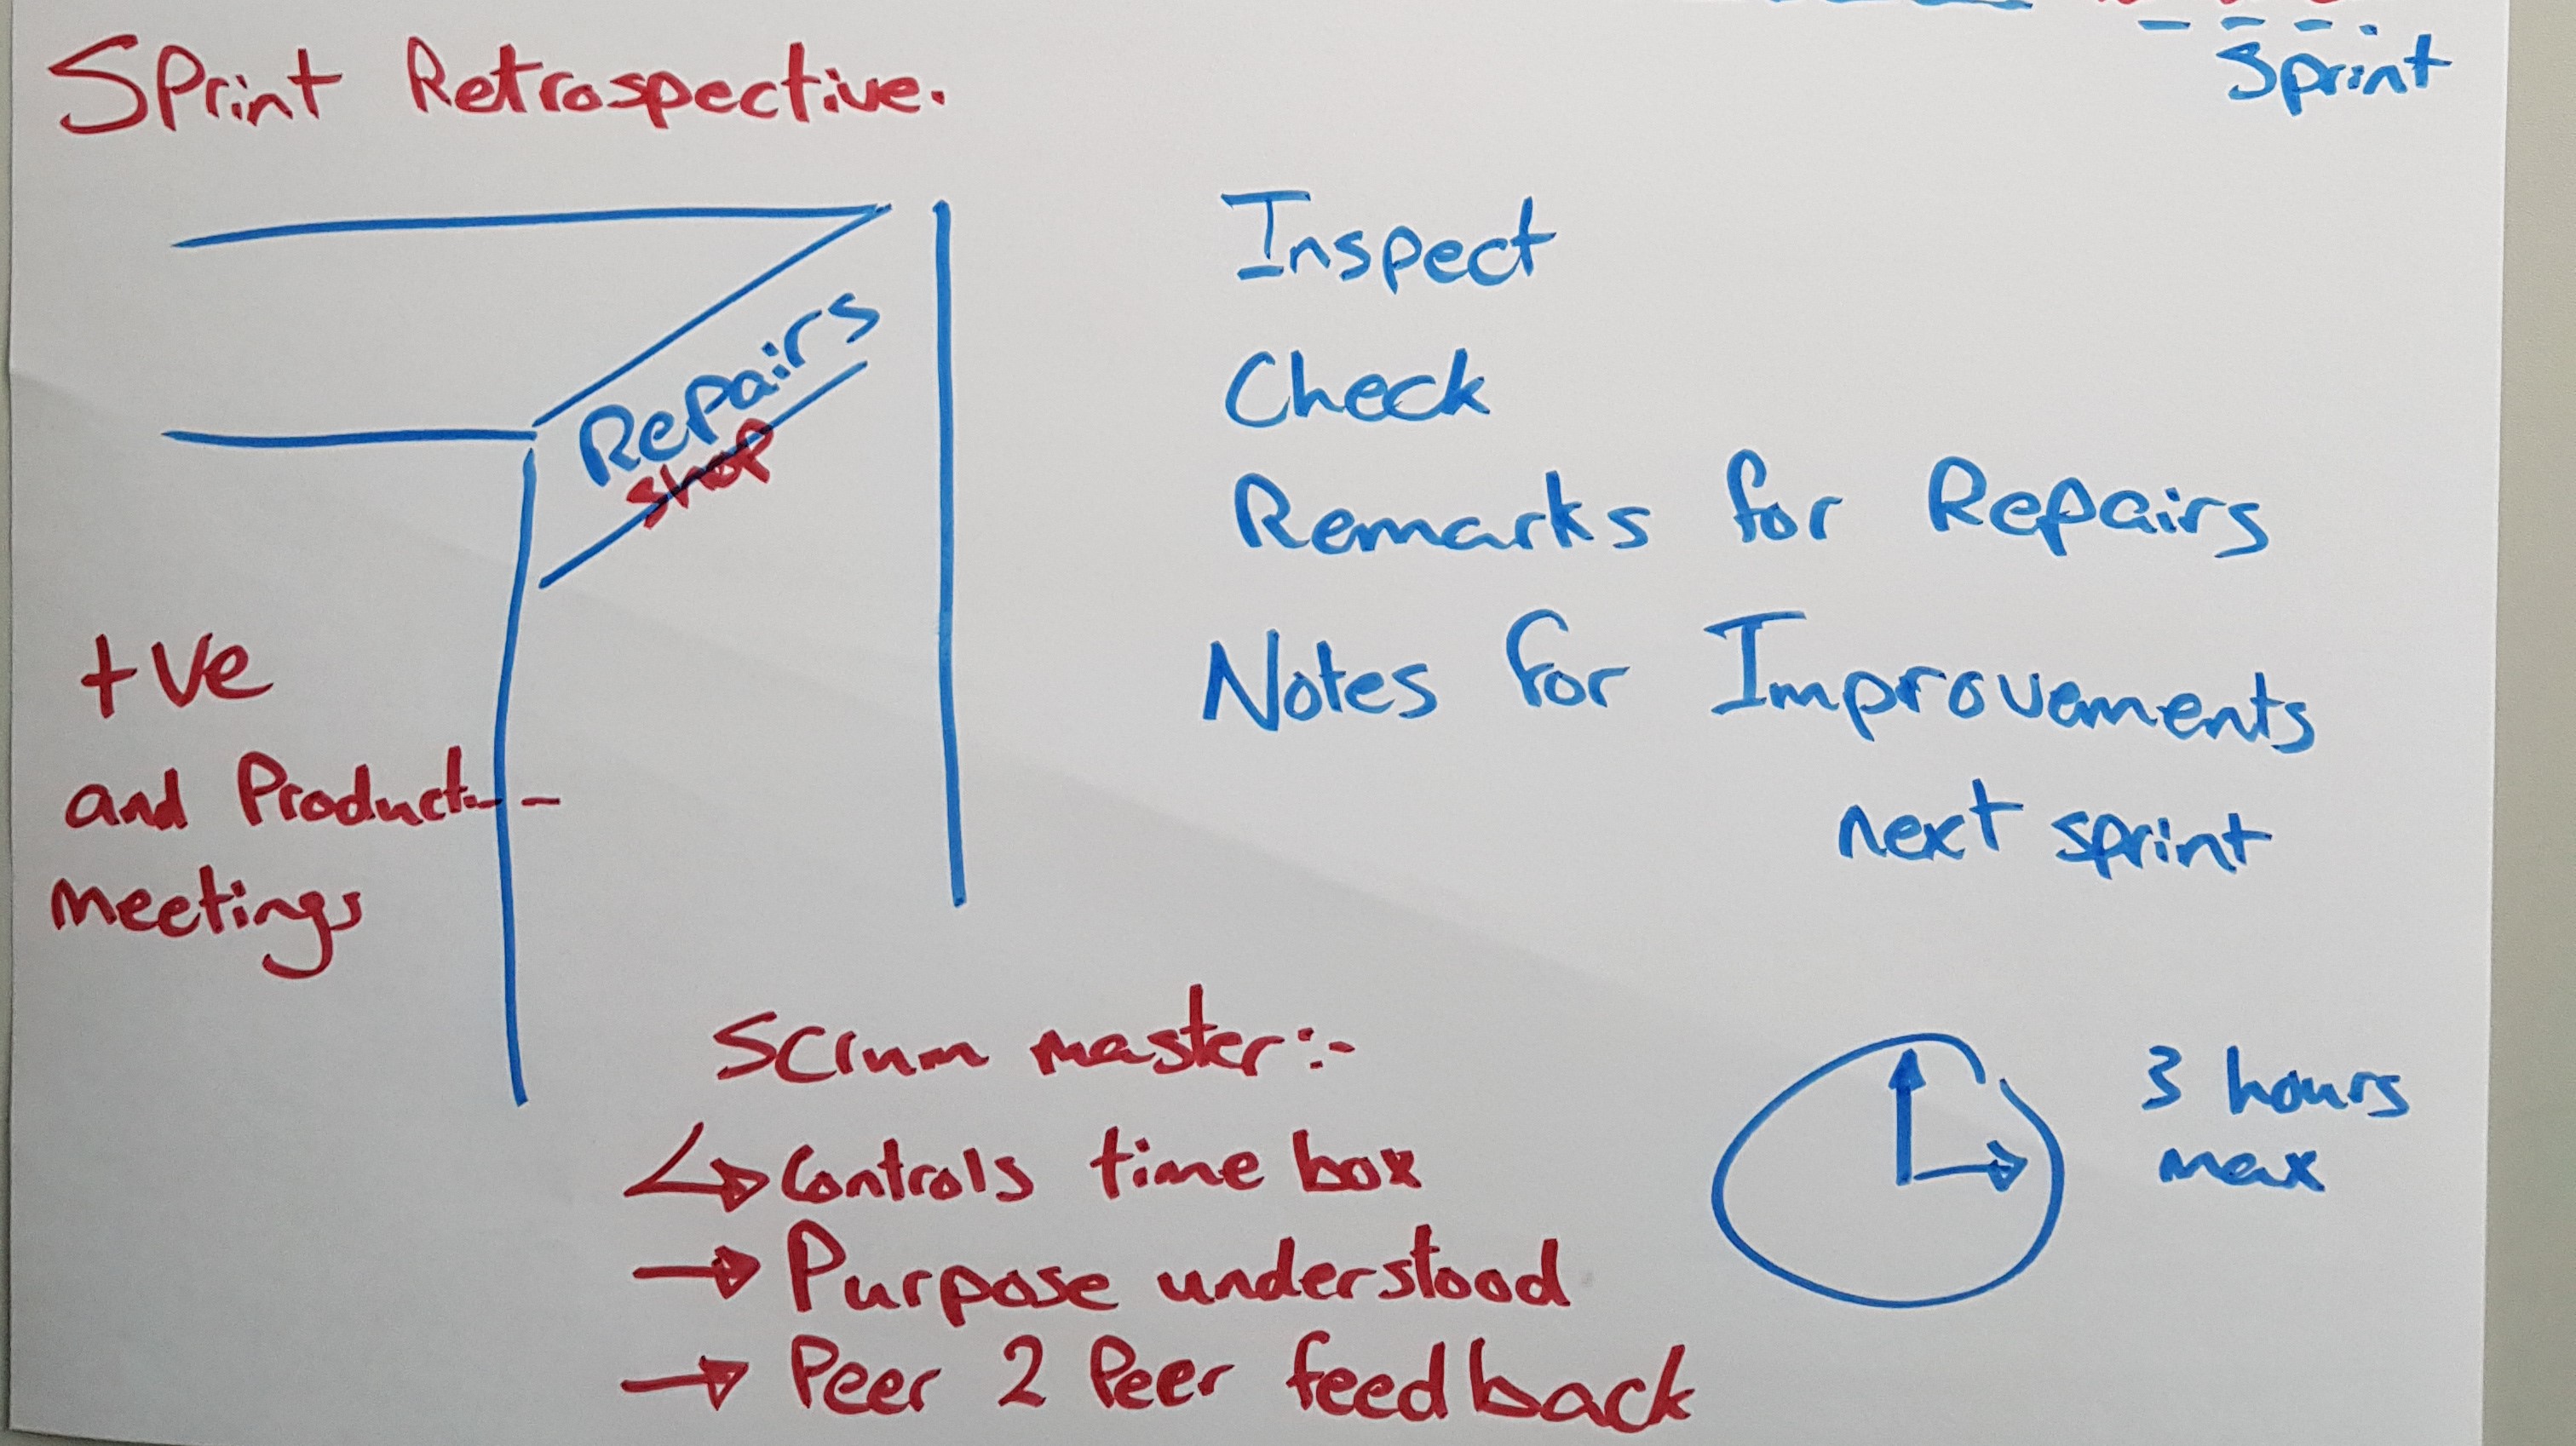 Sprint
Sprint Retrospective.
Repairs
shop
Inspect
Check
Remarks for Repairs
Notes for Improvements
next sprint
+ve
and Product--
meetings
Scrum master:-
Controls time box
Purpose understood
Peer 2 Peer feedback
3 hours
max